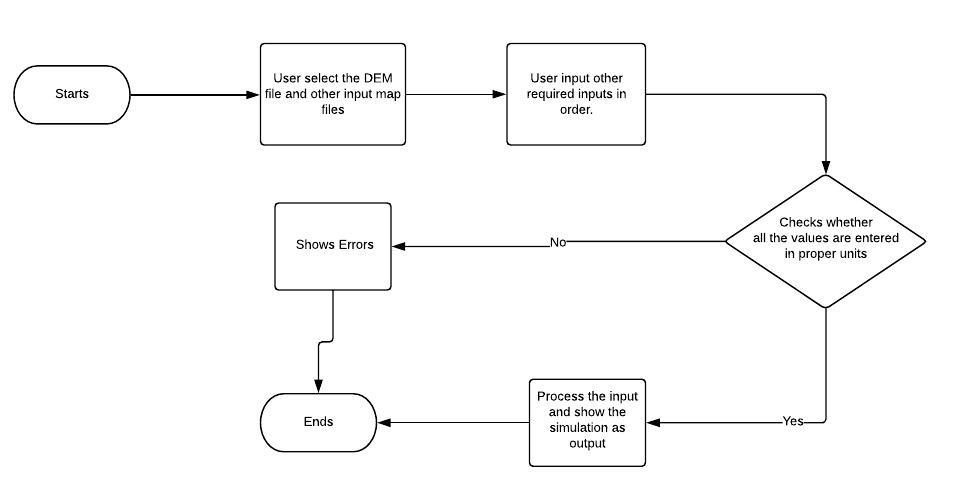 Starts
User select the DEM
file and other input map
files
User input other
required inputs in
order.
Checks whether
all the values are entered
in proper units
No
Shows Errors
Yes
Process the input
and show the
simulation as
output
Ends